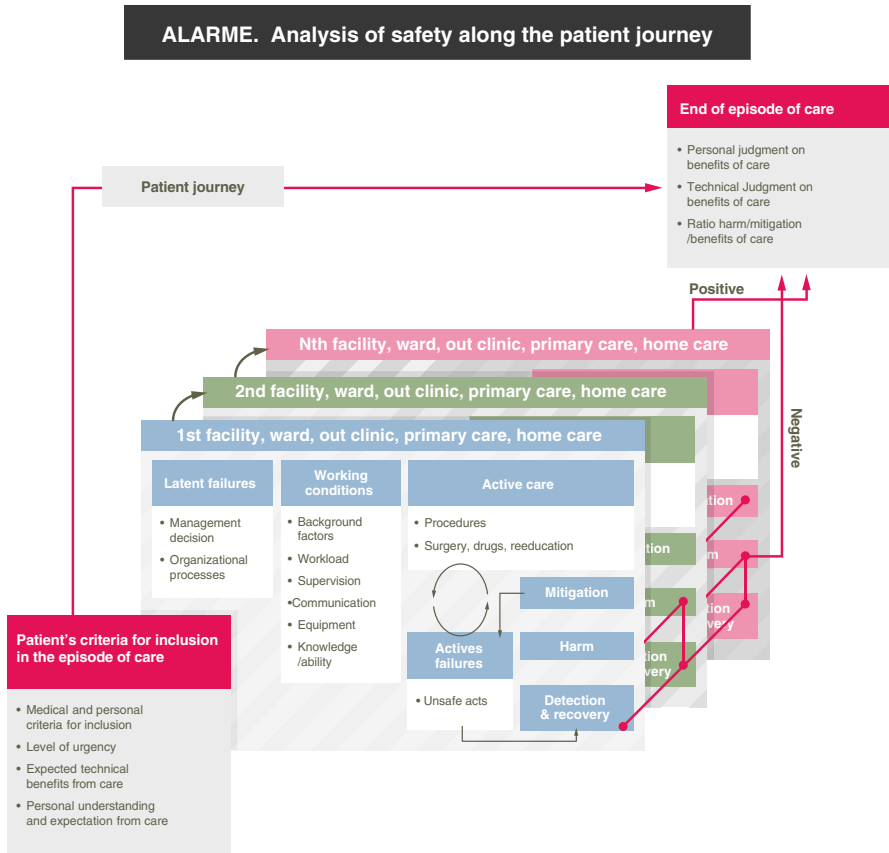 ALARME. Analysis of safety along the patient journey
End of episode of care
• Personal judgment on
benefits of care
• Technical Judgment on
benefits of care
• Ratio harm/mitigation
/benefits of care
Patient journey
Positive
Negative
Nth facility, ward, out clinic, primary care, home care
2nd facility, ward, out clinic, primary care, home care
1st facility, ward, out clinic, primary care, home care
Latent failures
• Management
decision
• Organizational
processes
Working
conditions
• Background
factors
• Workload
• Supervision
•Communication
• Equipment
• Knowledge
/ability
Active care
• Procedures
• Surgery, drugs, reeducation
Mitigation
Harm
Detection
& recovery
Actives
failures
• Unsafe acts
tion
m
tion
very
tion
m
tion
very
Patient's criteria for inclusion
in the episode of care
• Medical and personal
criteria for inclusion
• Level of urgency
• Expected technical
benefits from care
• Personal understanding
and expectation from care